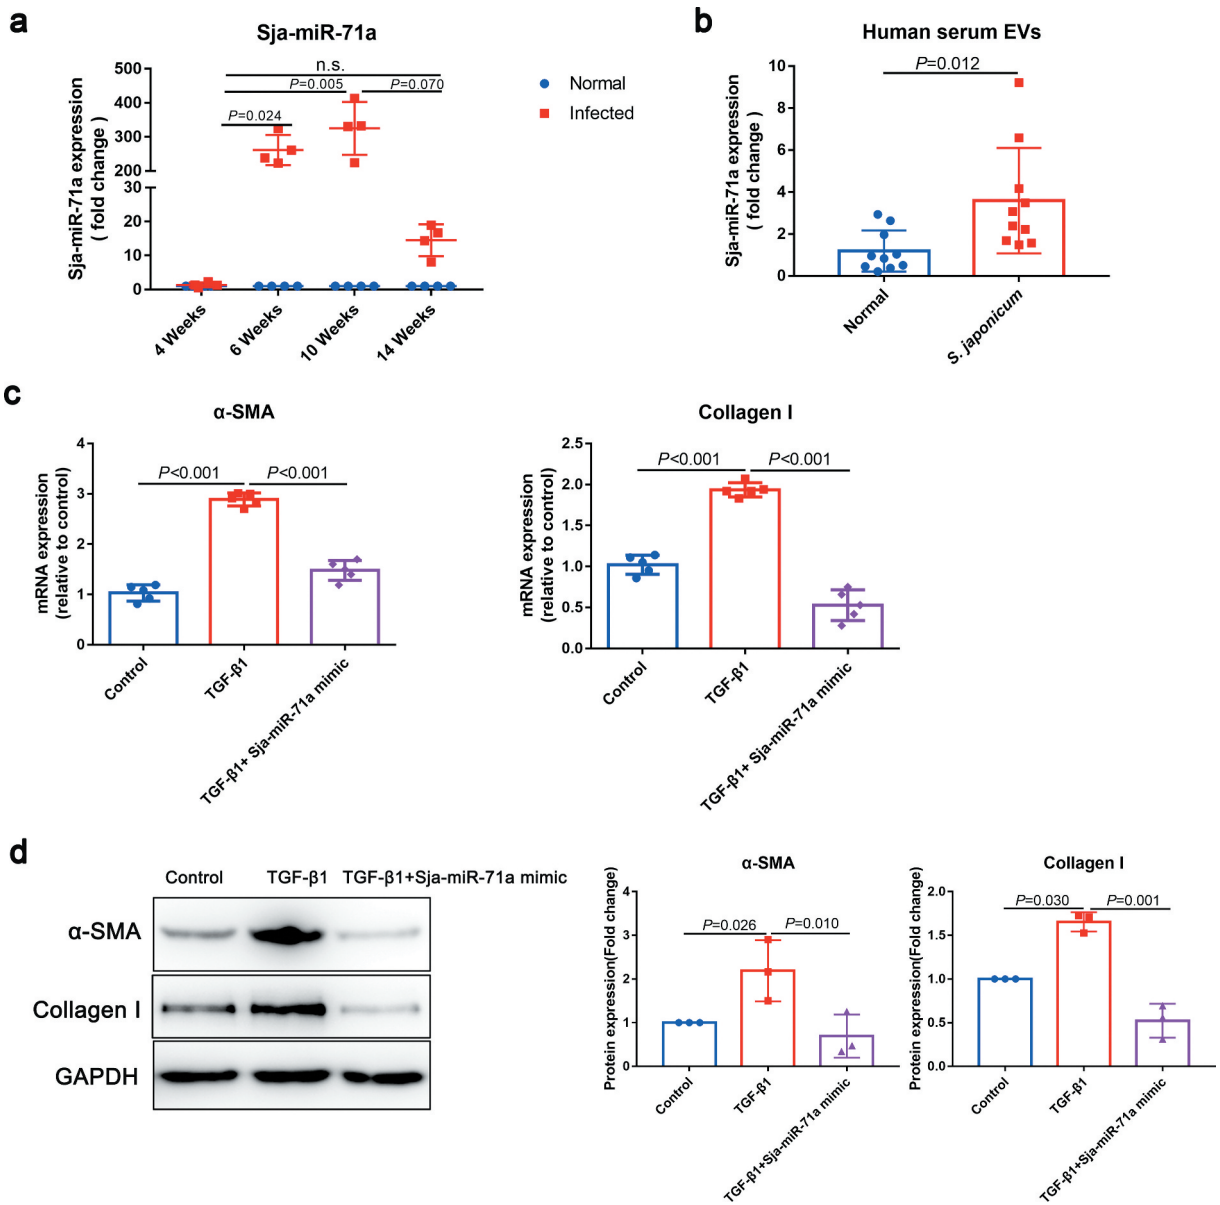 a
Sja-miR-71a
Sja-miR-71a expression
( fold change )
500
400
300
200
30
20
10
0
n.s.
P=0.005
P=0.070
P=0.024
4 Weeks
6 Weeks
10 Weeks
14 Weeks
Normal
Infected
b
Human serum EVs
Sja-miR-71a expression
( fold change )
10
8
6
4
2
0
P=0.012
Normal
S. japonicum
c
α-SMA
mRNA expression
(relative to control)
4
3
2
1
0
P<0.001
P<0.001
Control
TGF-β1
TGF-β1+ Sja-miR-71a mimic
Collagen I
mRNA expression
(relative to control)
2.5
2.0
1.5
1.0
0.5
0.0
P<0.001
P<0.001
Control
TGF-β1
TGF-β1+ Sja-miR-71a mimic
d
Control
TGF-β1
TGF-β1+Sja-miR-71a mimic
α-SMA
Collagen I
GAPDH
α-SMA
Protein expression(Fold change)
4
3
2
1
0
P=0.026
P=0.010
Control
TGF-β1
TGF-β1+Sja-miR-71a mimic
Collagen I
Protein expression(Fold change)
2.0
1.5
1.0
0.5
0.0
P=0.030
P=0.001
Control
TGF-β1
TGF-β1+Sja-miR-71a mimic